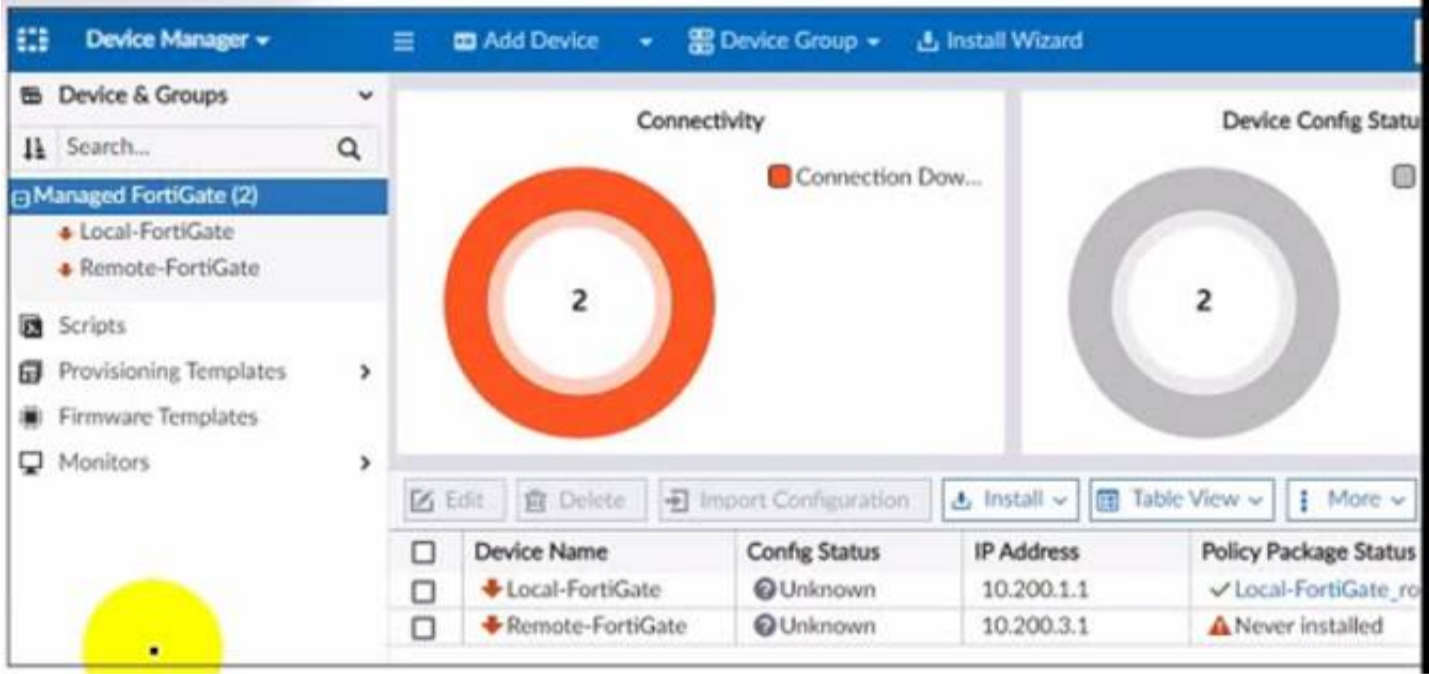 Device Manager
Add Device
Device Group
Install Wizard
Device & Groups
Search...
Managed FortiGate (2)
Local-FortiGate
Remote-FortiGate
Scripts
Provisioning Templates
Firmware Templates
Monitors
Connectivity
Connection Dow...
2
Device Config Statu
2
Edit Delete Import Configuration Install Table View More
Device Name Config Status IP Address Policy Package Status
Local-FortiGate Unknown 10.200.1.1 Local-FortiGate_ro
Remote-FortiGate Unknown 10.200.3.1 Never installed